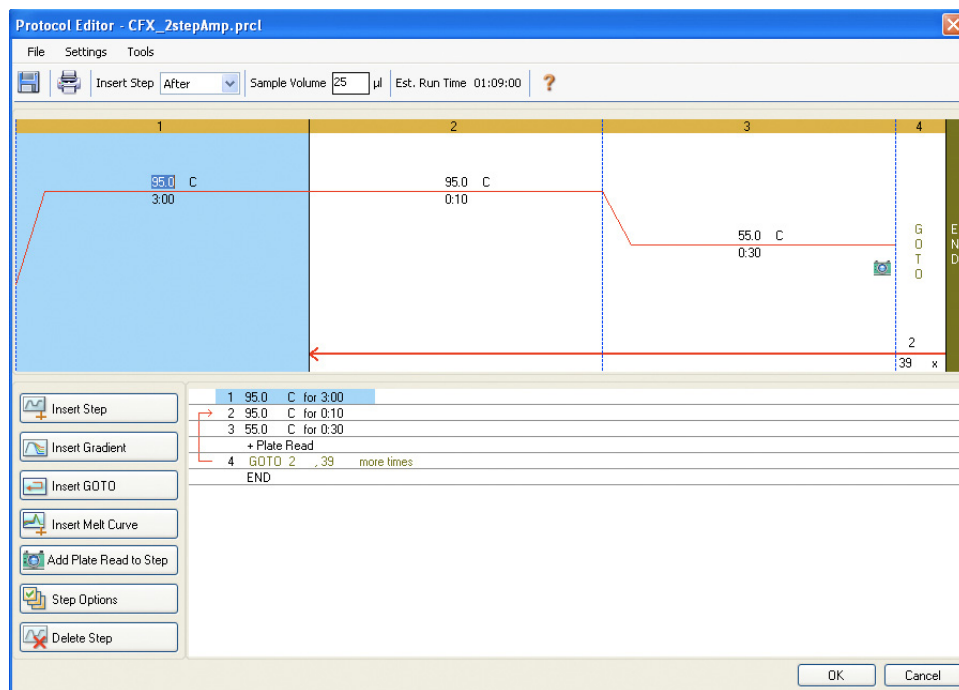 Protocol Editor - CFX_2stepAmp.prcl
File Settings Tools
Insert Step After Sample Volume 25 µl Est. Run Time 01:09:00 ?
1 2 3 4
95.0 C
3:00
95.0 C
0:10
55.0 C
0:30
GOTO
END
2
39 x
Insert Step
Insert Gradient
Insert GOTO
Insert Melt Curve
Add Plate Read to Step
Step Options
Delete Step
1 95.0 C for 3:00
2 95.0 C for 0:10
3 55.0 C for 0:30
+ Plate Read
4 GOTO 2 , 39 more times
END
OK Cancel